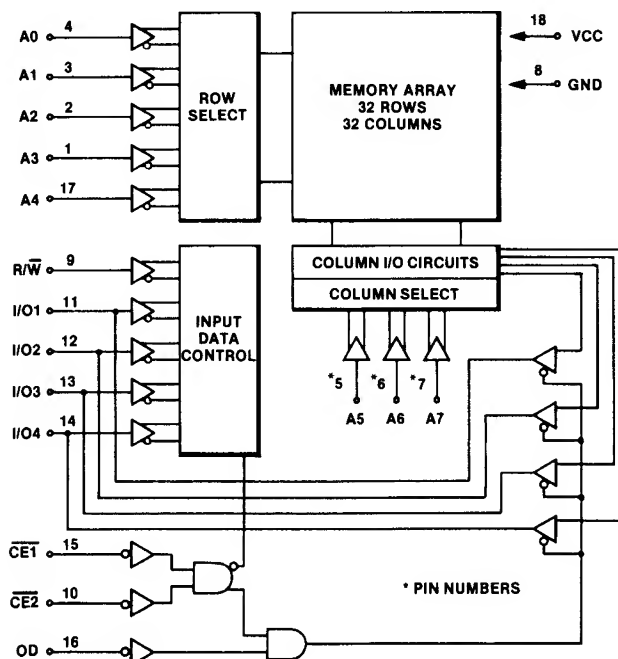 A0 4
A1 3
A2 2
A3 1
A4 17
ROW
SELECT
MEMORY ARRAY
32 ROWS
32 COLUMNS
18 VCC
8 GND
R/W̅ 9
I/O1 11
I/O2 12
I/O3 13
I/O4 14
INPUT
DATA
CONTROL
COLUMN I/O CIRCUITS
COLUMN SELECT
*5 *6 *7
A5 A6 A7
C̅E̅1̅ 15
C̅E̅2̅ 10
OD 16
* PIN NUMBERS